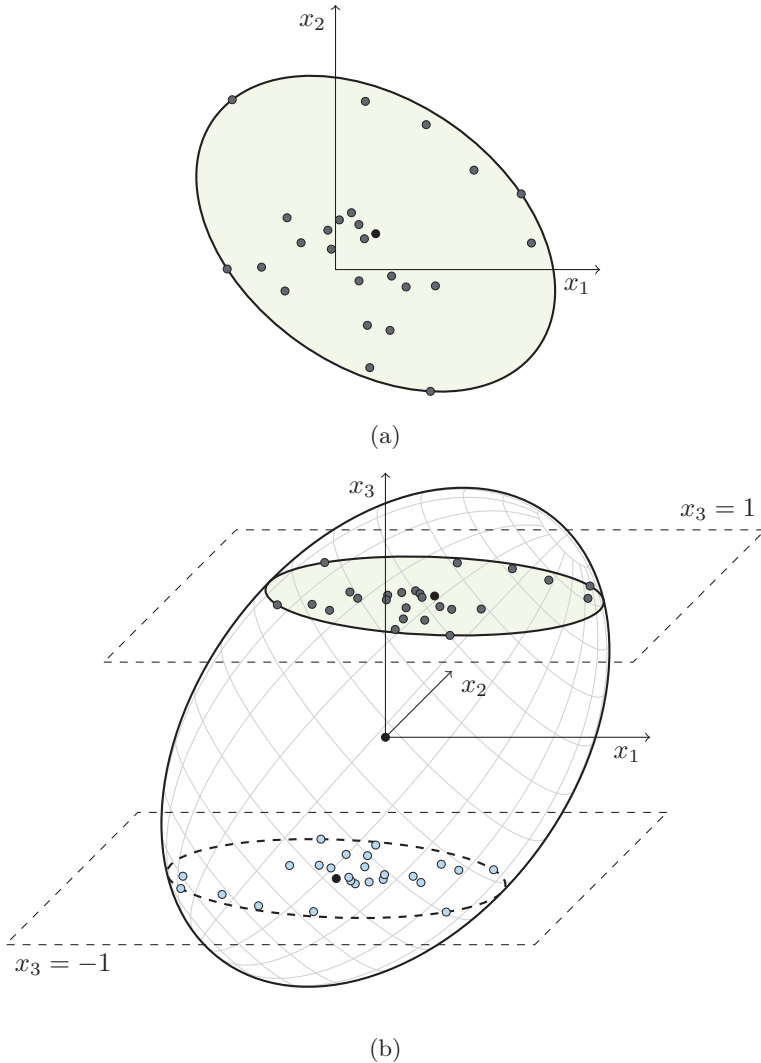 x₂
x₁
(a)
x₃
x₃ = 1
x₂
x₁
x₃ = −1
(b)